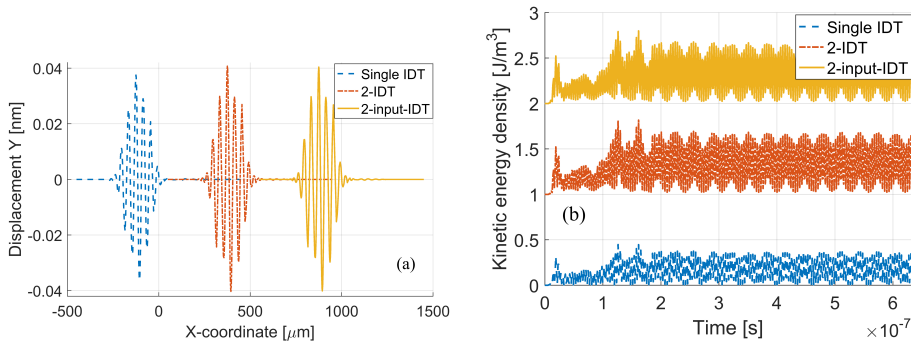 0.04
0.02
0
-0.02
-0.04
Displacement Y [nm]
Single IDT
2-IDT
2-input-IDT
(a)
-500
0
500
1000
1500
X-coordinate [μm]
3
2.5
2
1.5
1
0.5
0
Kinetic energy density [J/m³]
Single IDT
2-IDT
2-input-IDT
(b)
0
1
2
3
4
5
6
Time [s]
×10⁻⁷